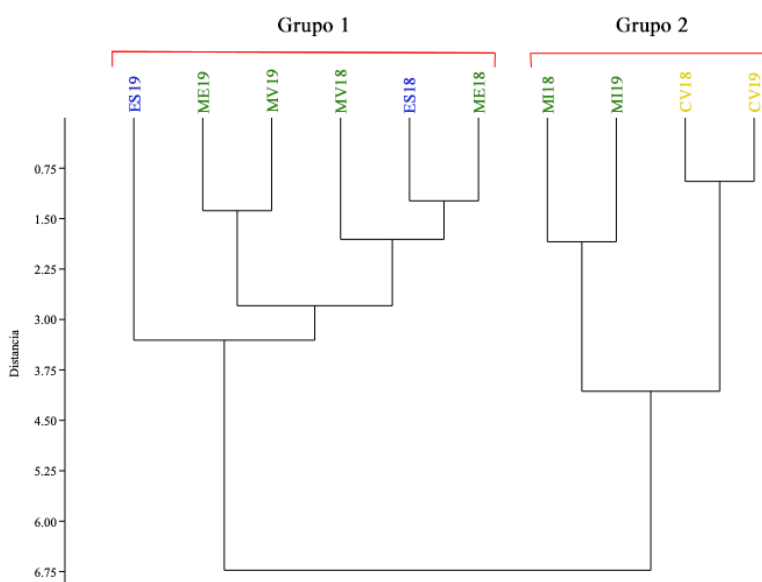 Grupo 1
Grupo 2
ES19
ME19
MV19
MV18
ES18
ME18
MI18
MI19
CV18
CV19
0.75
1.50
2.25
3.00
3.75
4.50
5.25
6.00
6.75
Distancia